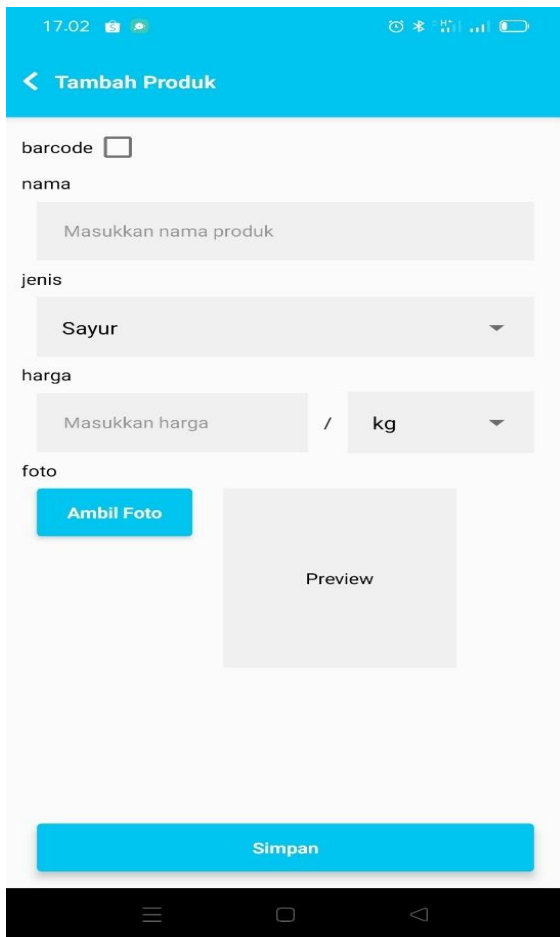 17.02
Tambah Produk
barcode
nama
Masukkan nama produk
jenis
Sayur
harga
Masukkan harga / kg
foto
Ambil Foto
Preview
Simpan